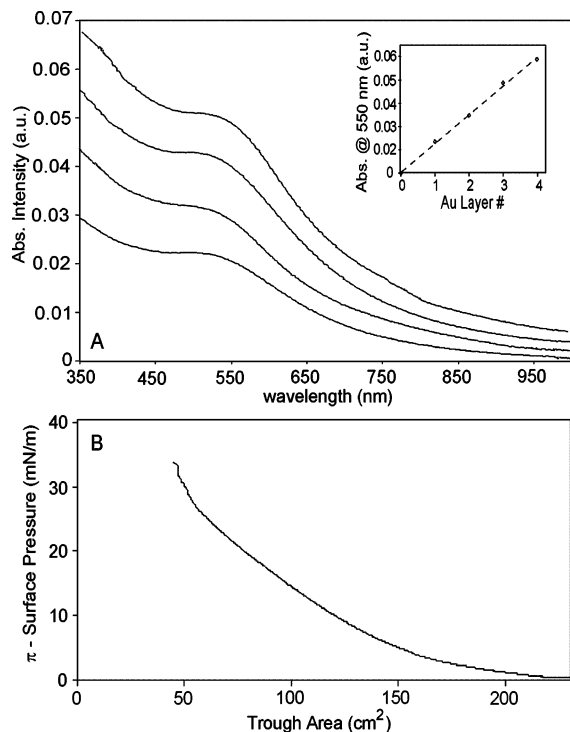 0.07
0.06
0.05
0.04
0.03
0.02
0.01
0
Abs. Intensity (a.u.)
A
350 450 550 650 750 850 950
wavelength (nm)
0.06
0.05
0.04
0.03
0.02
0.01
0
Abs. @ 550 nm (a.u.)
0 1 2 3 4
Au Layer #
B
40
30
20
10
0
π - Surface Pressure (mN/m)
0 50 100 150 200
Trough Area (cm²)